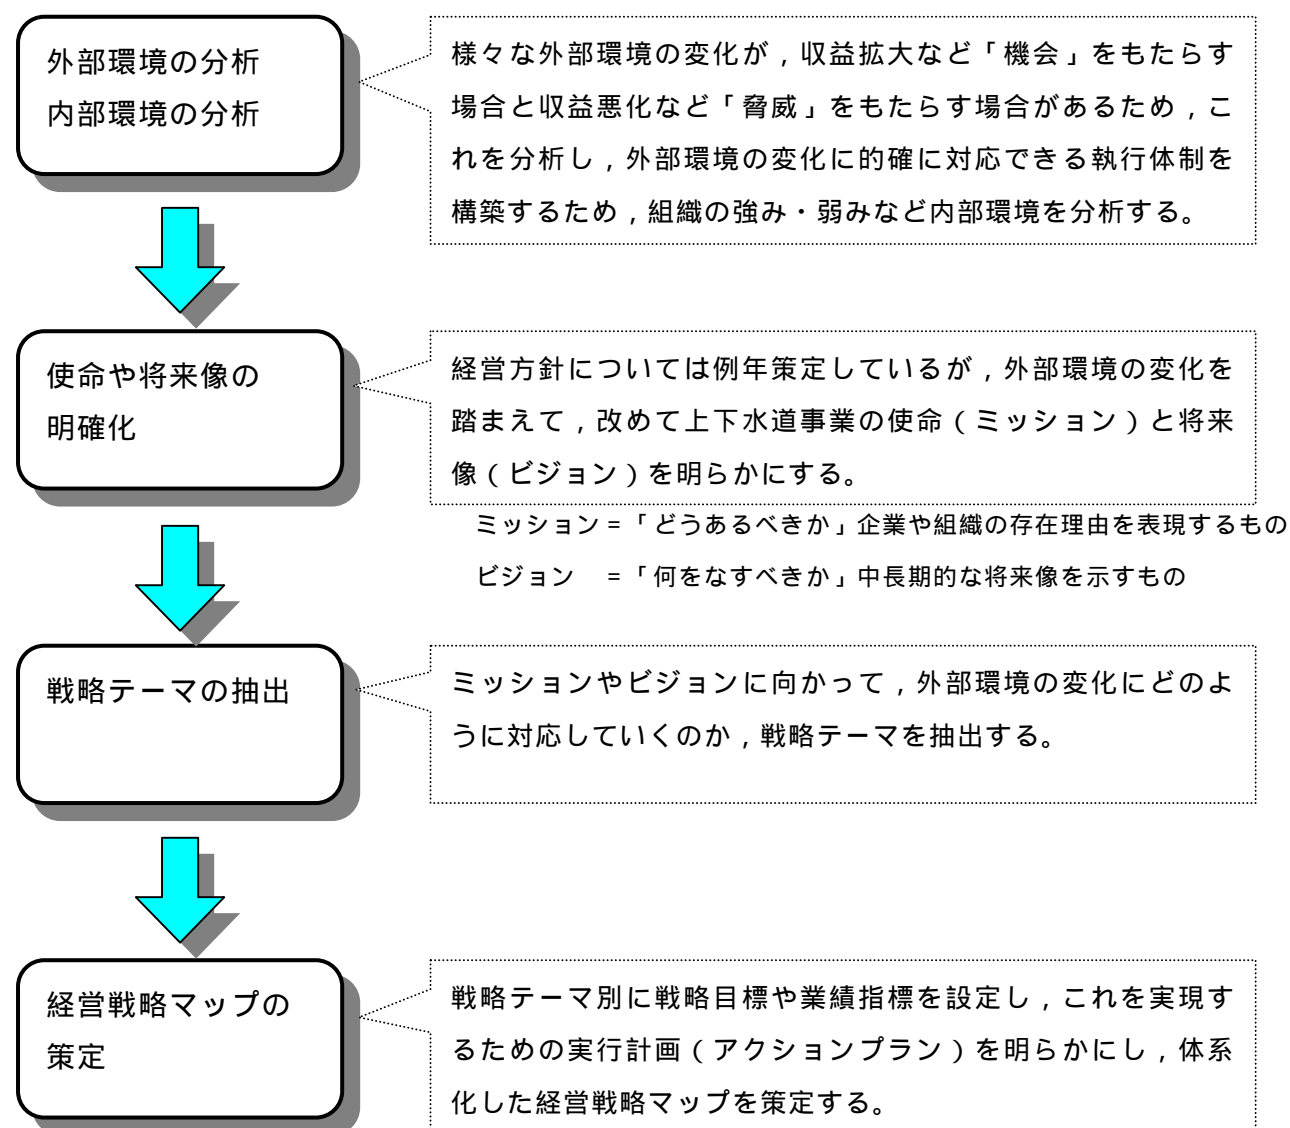 外部環境の分析
内部環境の分析
様々な外部環境の変化が，収益拡大など「機会」をもたらす
場合と収益悪化など「脅威」をもたらす場合があるため，こ
れを分析し，外部環境の変化に的確に対応できる執行体制を
構築するため，組織の強み・弱みなど内部環境を分析する。
使命や将来像の
明確化
経営方針については例年策定しているが，外部環境の変化を
踏まえて，改めて上下水道事業の使命（ミッション）と将来
像（ビジョン）を明らかにする。
ミッション＝「どうあるべきか」企業や組織の存在理由を表現するもの
ビジョン　＝「何をなすべきか」中長期的な将来像を示すもの
戦略テーマの抽出
ミッションやビジョンに向かって，外部環境の変化にどのよ
うに対応していくのか，戦略テーマを抽出する。
経営戦略マップの
策定
戦略テーマ別に戦略目標や業績指標を設定し，これを実現す
るための実行計画（アクションプラン）を明らかにし，体系
化した経営戦略マップを策定する。